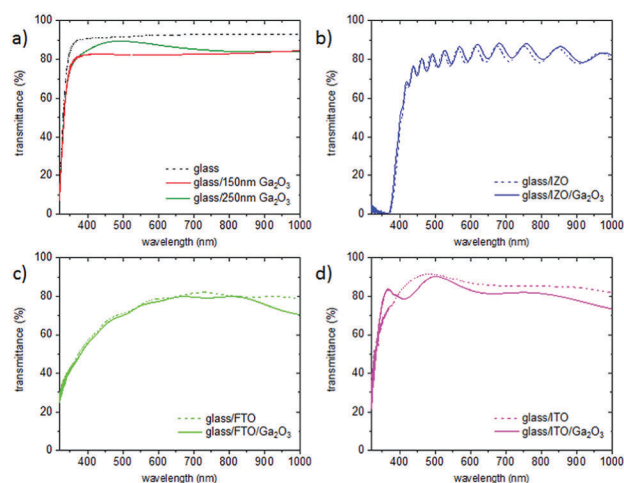 a)
transmittance (%)
100
80
60
40
20
0
glass
glass/150nm Ga₂O₃
glass/250nm Ga₂O₃
400 500 600 700 800 900 1000
wavelength (nm)
b)
transmittance (%)
100
80
60
40
20
0
glass/IZO
glass/IZO/Ga₂O₃
400 500 600 700 800 900 1000
wavelength (nm)
c)
transmittance (%)
100
80
60
40
20
0
glass/FTO
glass/FTO/Ga₂O₃
400 500 600 700 800 900 1000
wavelength (nm)
d)
transmittance (%)
100
80
60
40
20
0
glass/ITO
glass/ITO/Ga₂O₃
400 500 600 700 800 900 1000
wavelength (nm)